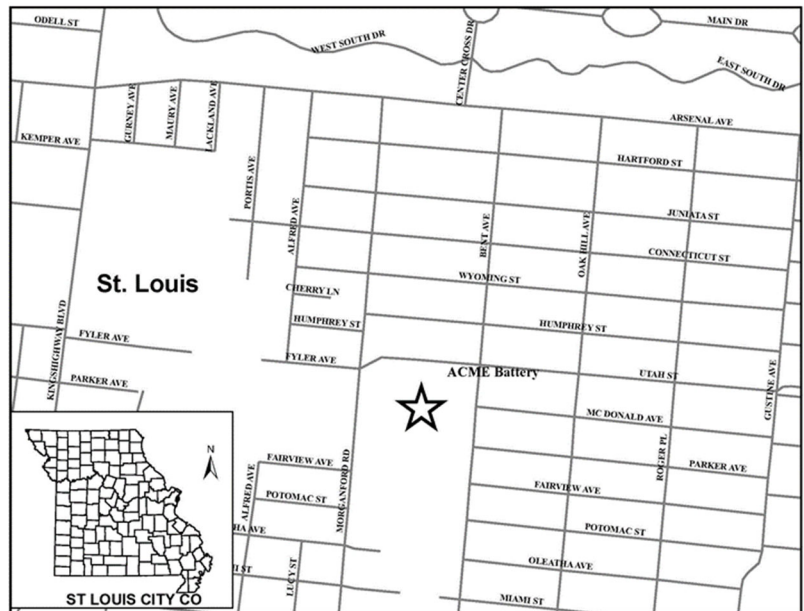 ODELL ST
MAIN DR
WEST SOUTH DR
CENTER CROSS DR
EAST SOUTH DR
GURNEY AVE
MAURY AVE
LACKLAND AVE
ARSENAL AVE
KEMPER AVE
HARTFORD ST
PORTIS AVE
ALFRED AVE
JUNIATA ST
BENT AVE
OAK HILL AVE
CONNECTICUT ST
St. Louis
WYOMING ST
CHERRY LN
HUMPHREY ST
HUMPHREY ST
KINGSHIGHWAY BLVD
FYLER AVE
FYLER AVE
ACME Battery
UTAH ST
GUSTINE AVE
PARKER AVE
MC DONALD AVE
ROGER PL
N
FAIRVIEW AVE
PARKER AVE
ALFRED AVE
MORGANFORD RD
POTOMAC ST
FAIRVIEW AVE
HA AVE
POTOMAC ST
LUCY ST
OLEATHA AVE
I ST
ST LOUIS CITY CO
MIAMI ST